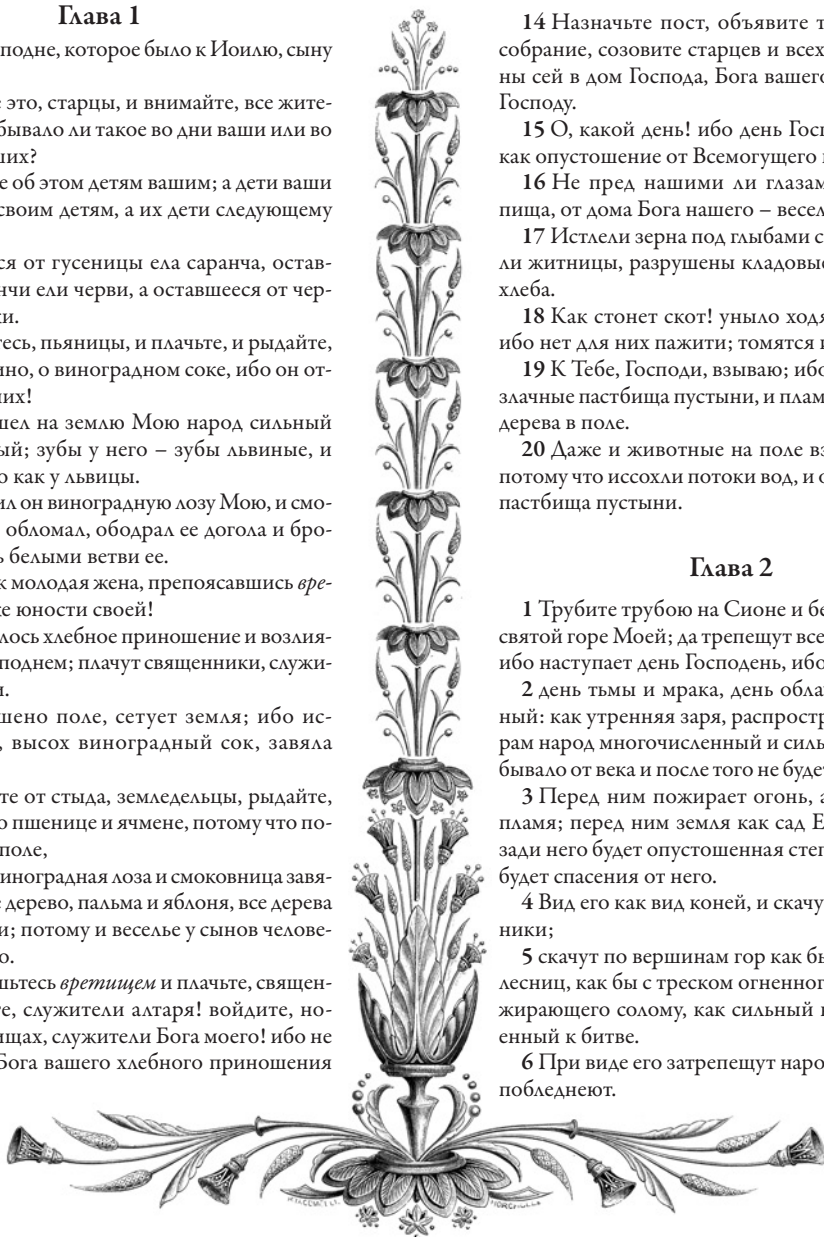 Глава 1
подне, которое было к Иоилю, сыну
е это, старцы, и внимайте, все жите-
бывало ли такое во дни ваши или во
ших?
е об этом детям вашим; а дети ваши
своим детям, а их дети следующему
ся от гусеницы ела саранча, остав-
нчи ели черви, а оставшееся от чер-
ки.
тесь, пьяницы, и плачьте, и рыдайте,
ино, о виноградном соке, ибо он от-
их!
шел на землю Мою народ сильный
ый; зубы у него – зубы львиные, и
о как у львицы.
ил он виноградную лозу Мою, и смо-
обломал, ободрал ее догола и бро-
ь белыми ветви ее.
к молодая жена, препоясавшись вре-
же юности своей!
лось хлебное приношение и возлия-
поднем; плачут священники, служи-
и.
шено поле, сетует земля; ибо ис-
, высох виноградный сок, завяла
те от стыда, земледельцы, рыдайте,
о пшенице и ячмене, потому что по-
поле,
иноградная лоза и смоковница завя-
е дерево, пальма и яблоня, все дерева
и; потому и веселье у сынов челове-
о.
шьтесь вретищем и плачьте, священ-
е, служители алтаря! войдите, но-
ищах, служители Бога моего! ибо не
Бога вашего хлебного приношения
14 Назначьте пост, объявите т
собрание, созовите старцев и всех
ны сей в дом Господа, Бога вашего
Господу.
15 О, какой день! ибо день Госп
как опустошение от Всемогущего
16 Не пред нашими ли глазам
пища, от дома Бога нашего – весел
17 Истлели зерна под глыбами с
ли житницы, разрушены кладовые
хлеба.
18 Как стонет скот! уныло ходя
ибо нет для них пажити; томятся и
19 К Тебе, Господи, взываю; ибо
злачные пастбища пустыни, и плам
дерева в поле.
20 Даже и животные на поле вз
потому что иссохли потоки вод, и о
пастбища пустыни.
Глава 2
1 Трубите трубою на Сионе и бе
святой горе Моей; да трепещут все
ибо наступает день Господень, ибо
2 день тьмы и мрака, день обла
ный: как утренняя заря, распростр
рам народ многочисленный и силь
бывало от века и после того не будет
3 Перед ним пожирает огонь, а
пламя; перед ним земля как сад Е
зади него будет опустошенная степ
будет спасения от него.
4 Вид его как вид коней, и скачу
ники;
5 скачут по вершинам гор как бы
лесниц, как бы с треском огненног
жирающего солому, как сильный
енный к битве.
6 При виде его затрепещут наро
побледнеют.